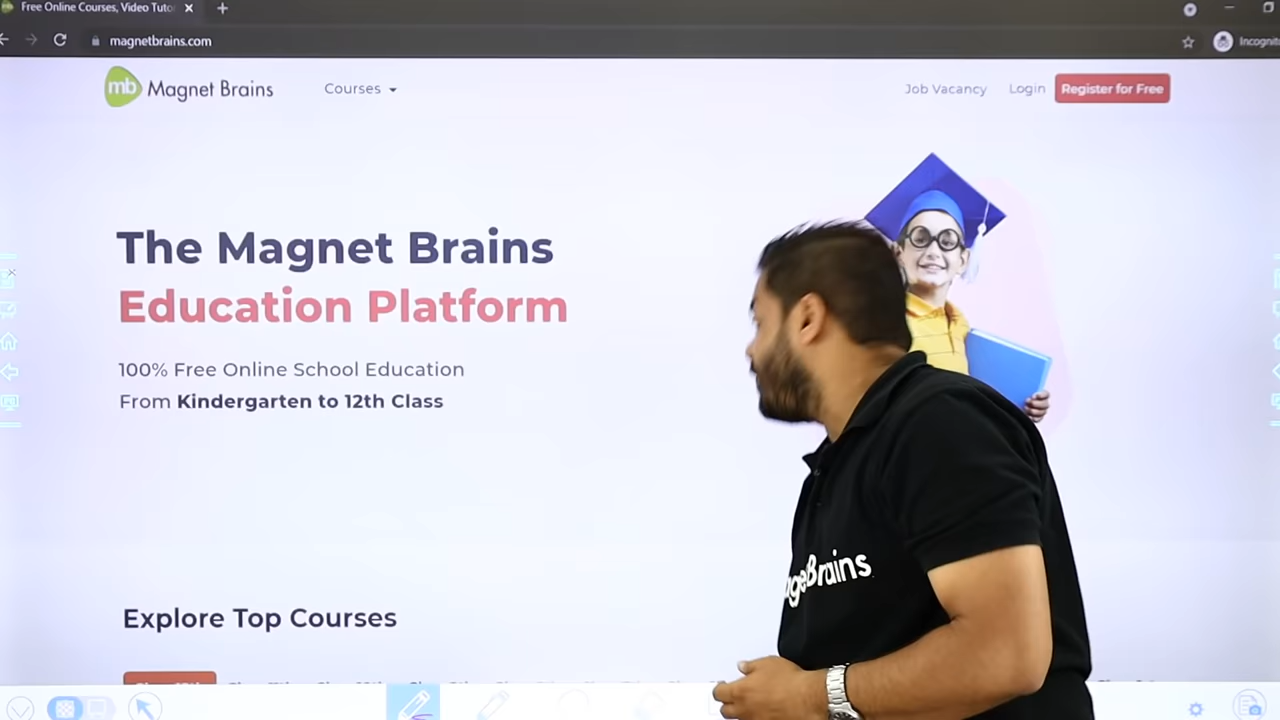 Free Online Courses, Video Tuto
magnetbrains.com
Incognit
mb Magnet Brains
Courses
Job Vacancy
Login
Register for Free
The Magnet Brains
Education Platform
100% Free Online School Education
From Kindergarten to 12th Class
Brains
Explore Top Courses